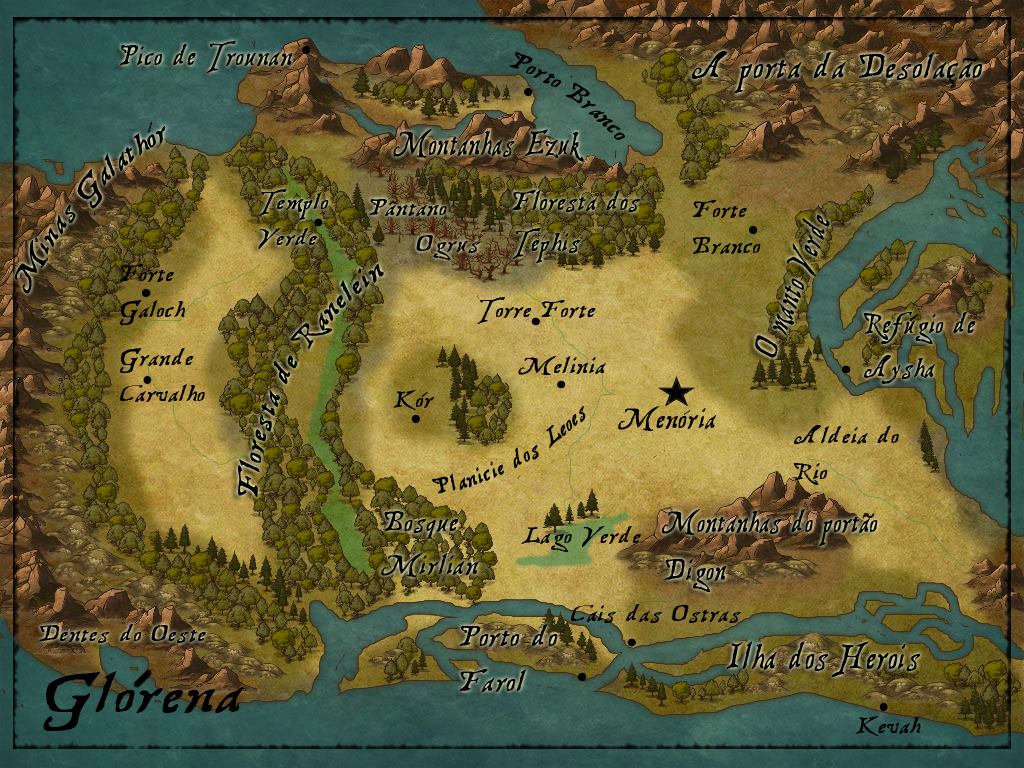 Pico de Trounan
Porto Branco
A porta da Desolação
Minas Galathór
Montanhas Ezuk
Templo
Verde
Pântano
Ogrus
Floresta dos
Tephis
Forte
Branco
O manto Verde
Forte
Galoch
Floresta de Ranelein
Torre Forte
Refúgio de
Aysha
Grande
Carvalho
Melinia
Kór
Menória
Planicie dos Leoes
Aldeia do
Rio
Bosque
Mirlian
Lago Verde
Montanhas do portão
Digon
Cais das Ostras
Dentes do Oeste
Porto do
Farol
Ilha dos Herois
Glórena
Kevah